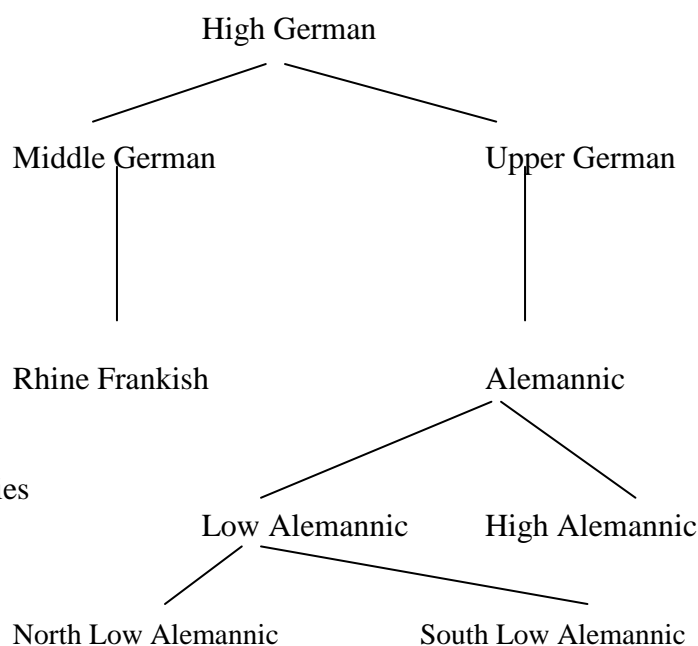 High German
Middle German Upper German
Rhine Frankish Alemannic
Low Alemannic High Alemannic
North Low Alemannic South Low Alemannic